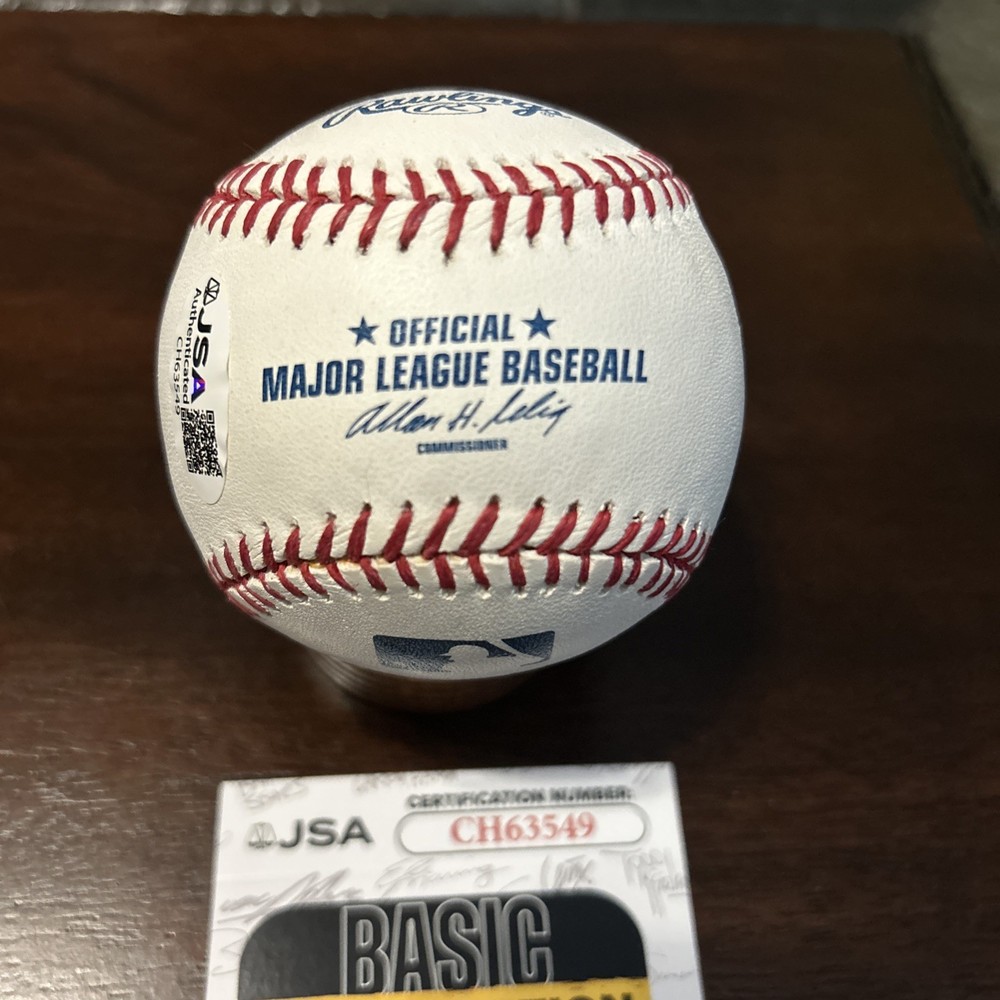 Rawlings
OFFICIAL
MAJOR LEAGUE BASEBALL
Allan H. Selig
COMMISSIONER
JSA
Authenticated
CH63549
CERTIFICATION NUMBER:
JSA
CH63549
BASIC